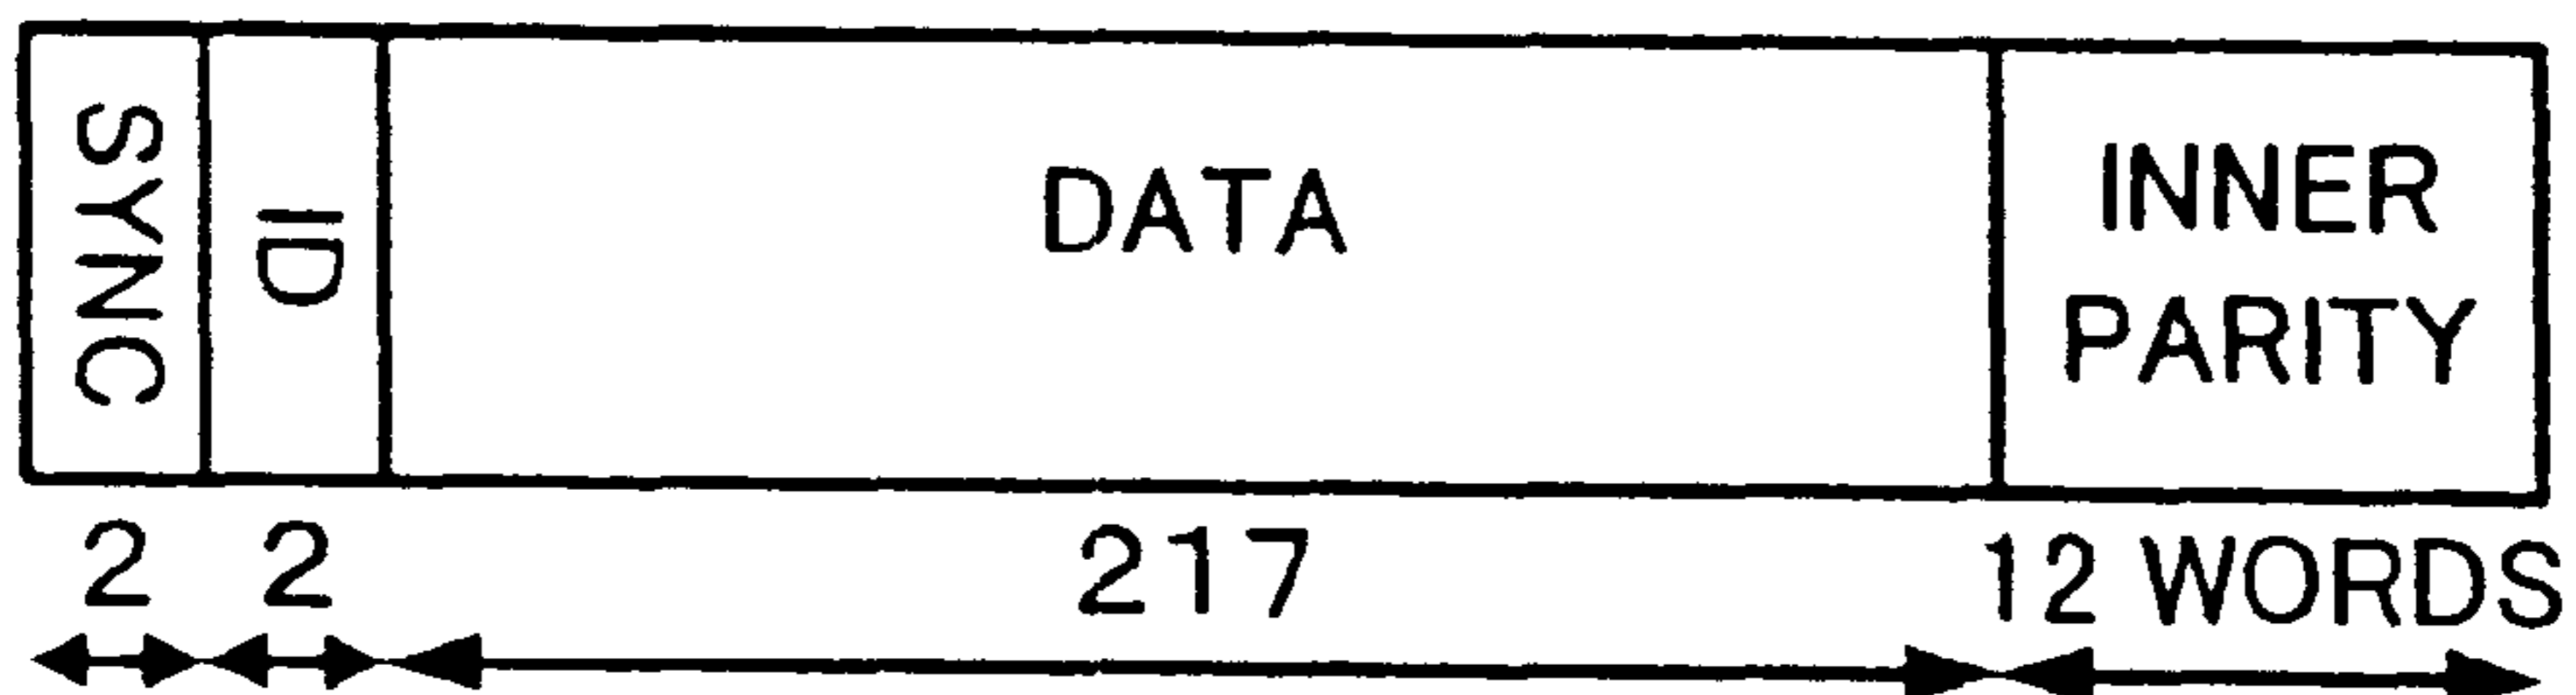 SYNC
ID
DATA
INNER
PARITY
2 2 217 12 WORDS